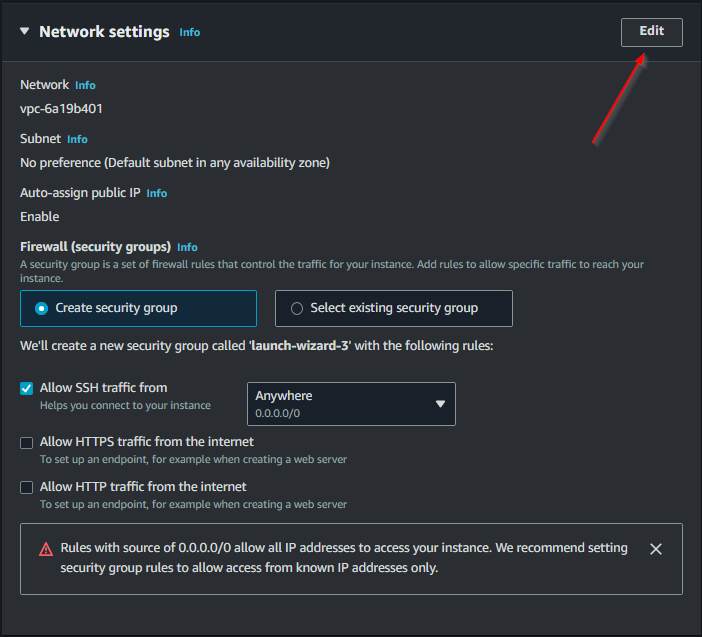 Network settings Info
Edit
Network Info
vpc-6a19b401
Subnet Info
No preference (Default subnet in any availability zone)
Auto-assign public IP Info
Enable
Firewall (security groups) Info
A security group is a set of firewall rules that control the traffic for your instance. Add rules to allow specific traffic to reach your
instance.
Create security group
Select existing security group
We'll create a new security group called 'launch-wizard-3' with the following rules:
Allow SSH traffic from
Helps you connect to your instance
Anywhere
0.0.0.0/0
Allow HTTPS traffic from the internet
To set up an endpoint, for example when creating a web server
Allow HTTP traffic from the internet
To set up an endpoint, for example when creating a web server
Rules with source of 0.0.0.0/0 allow all IP addresses to access your instance. We recommend setting
security group rules to allow access from known IP addresses only.